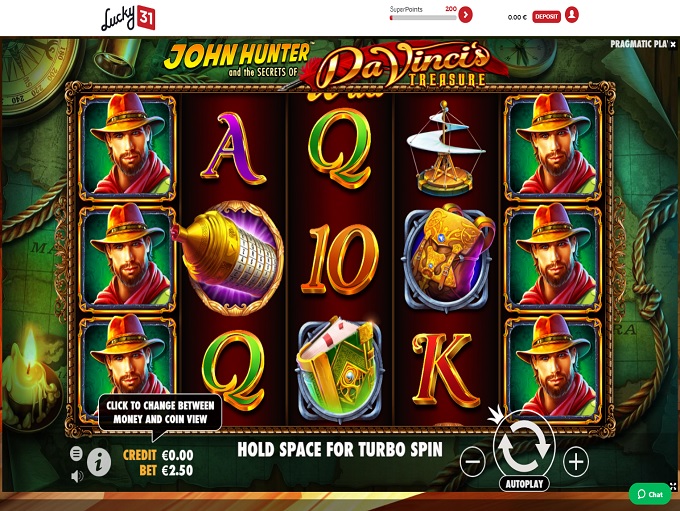 Lucky 31
SuperPoints 200
0.00 €
DEPOSIT
JOHN HUNTER™
and the SECRETS OF
Da Vinci's
TREASURE
PRAGMATIC PLA
A
Q
10
Q
K
CLICK TO CHANGE BETWEEN
MONEY AND COIN VIEW
CREDIT €0.00
BET €2.50
HOLD SPACE FOR TURBO SPIN
AUTOPLAY
Chat